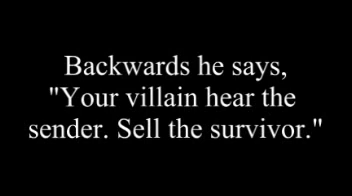 Backwards he says,
"Your villain hear the
sender. Sell the survivor."